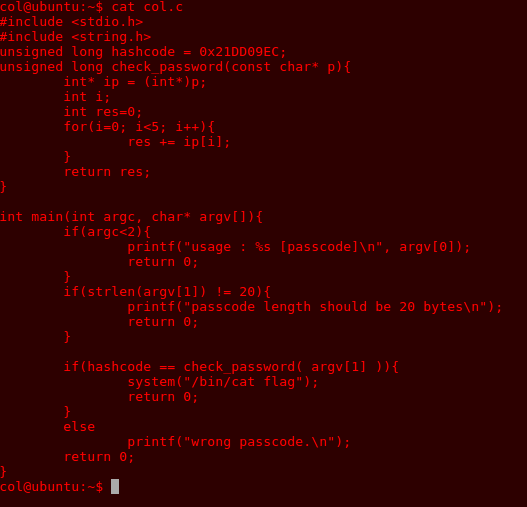 col@ubuntu:~$ cat col.c
#include <stdio.h>
#include <string.h>
unsigned long hashcode = 0x21DD09EC;
unsigned long check_password(const char* p){
        int* ip = (int*)p;
        int i;
        int res=0;
        for(i=0; i<5; i++){
                res += ip[i];
        }
        return res;
}

int main(int argc, char* argv[]){
        if(argc<2){
                printf("usage : %s [passcode]\n", argv[0]);
                return 0;
        }
        if(strlen(argv[1]) != 20){
                printf("passcode length should be 20 bytes\n");
                return 0;
        }

        if(hashcode == check_password( argv[1] )){
                system("/bin/cat flag");
                return 0;
        }
        else
                printf("wrong passcode.\n");
        return 0;
}
col@ubuntu:~$